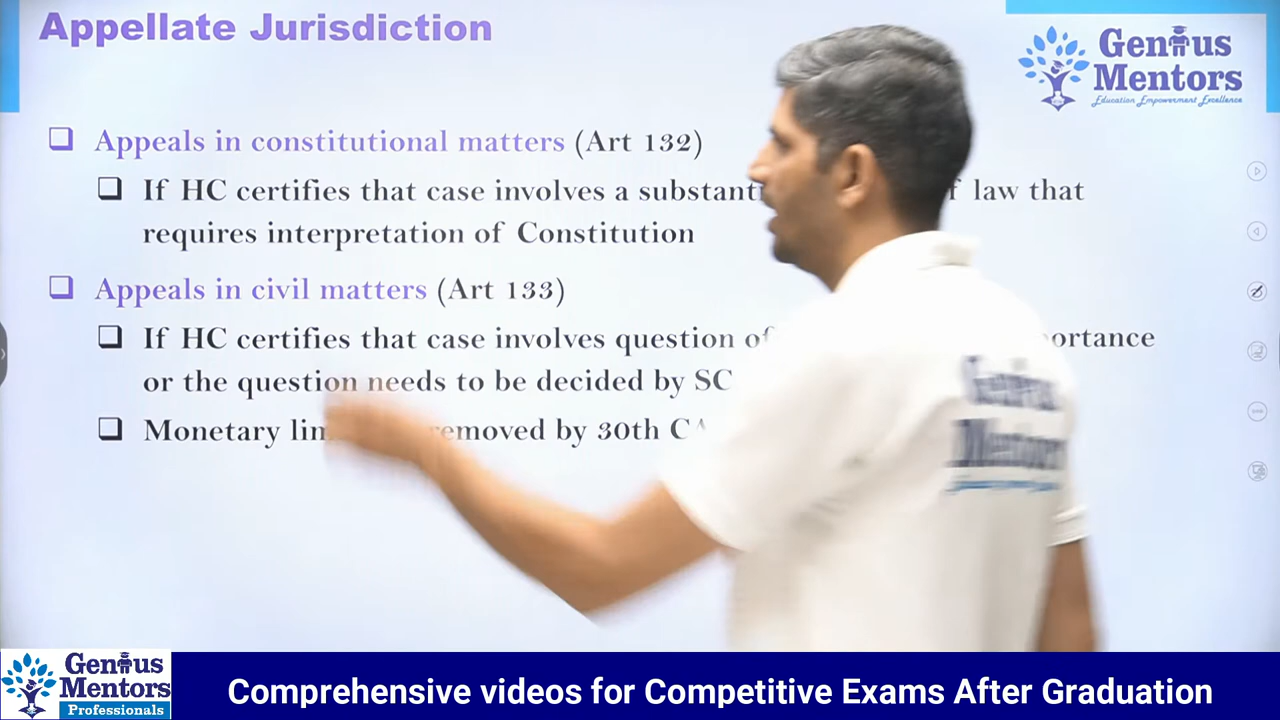 Appellate Jurisdiction
Genius
Mentors
Education Empowerment Excellence
❑ Appeals in constitutional matters (Art 132)
❑ If HC certifies that case involves a law that
requires interpretation of Constitution
❑ Appeals in civil matters (Art 133)
❑ If HC certifies that case involves question of
or the question needs to be decided by SC
❑ Monetary removed by 30th
Genius
Mentors
Genius
Mentors
Professionals
Comprehensive videos for Competitive Exams After Graduation